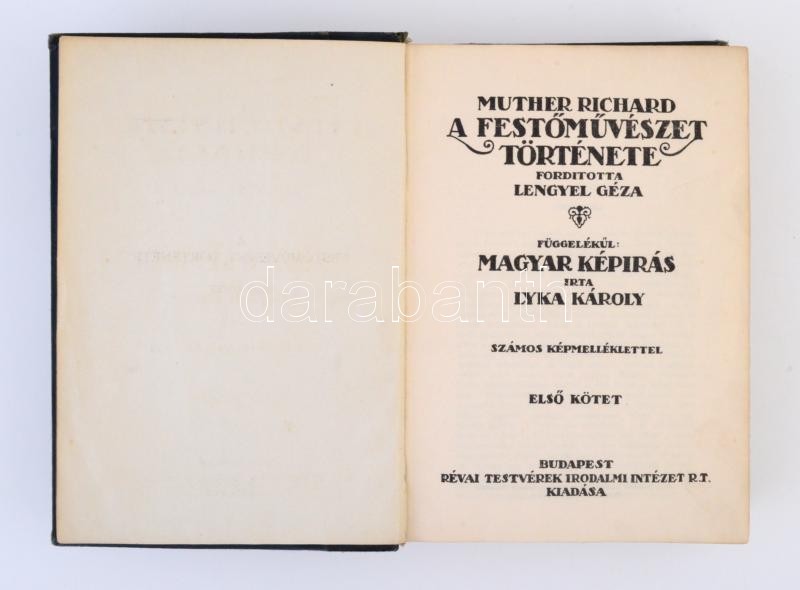 MUTHER RICHARD
A FESTŐMŰVÉSZET
TÖRTÉNETE
FORDITOTTA
LENGYEL GÉZA
FÜGGELÉKÜL:
MAGYAR KÉPIRÁS
IRTA
LYKA KÁROLY
SZÁMOS KÉPMELLÉKLETTEL
ELSŐ KÖTET
BUDAPEST
RÉVAI TESTVÉREK IRODALMI INTÉZET R.T.
KIADÁSA
darabanth